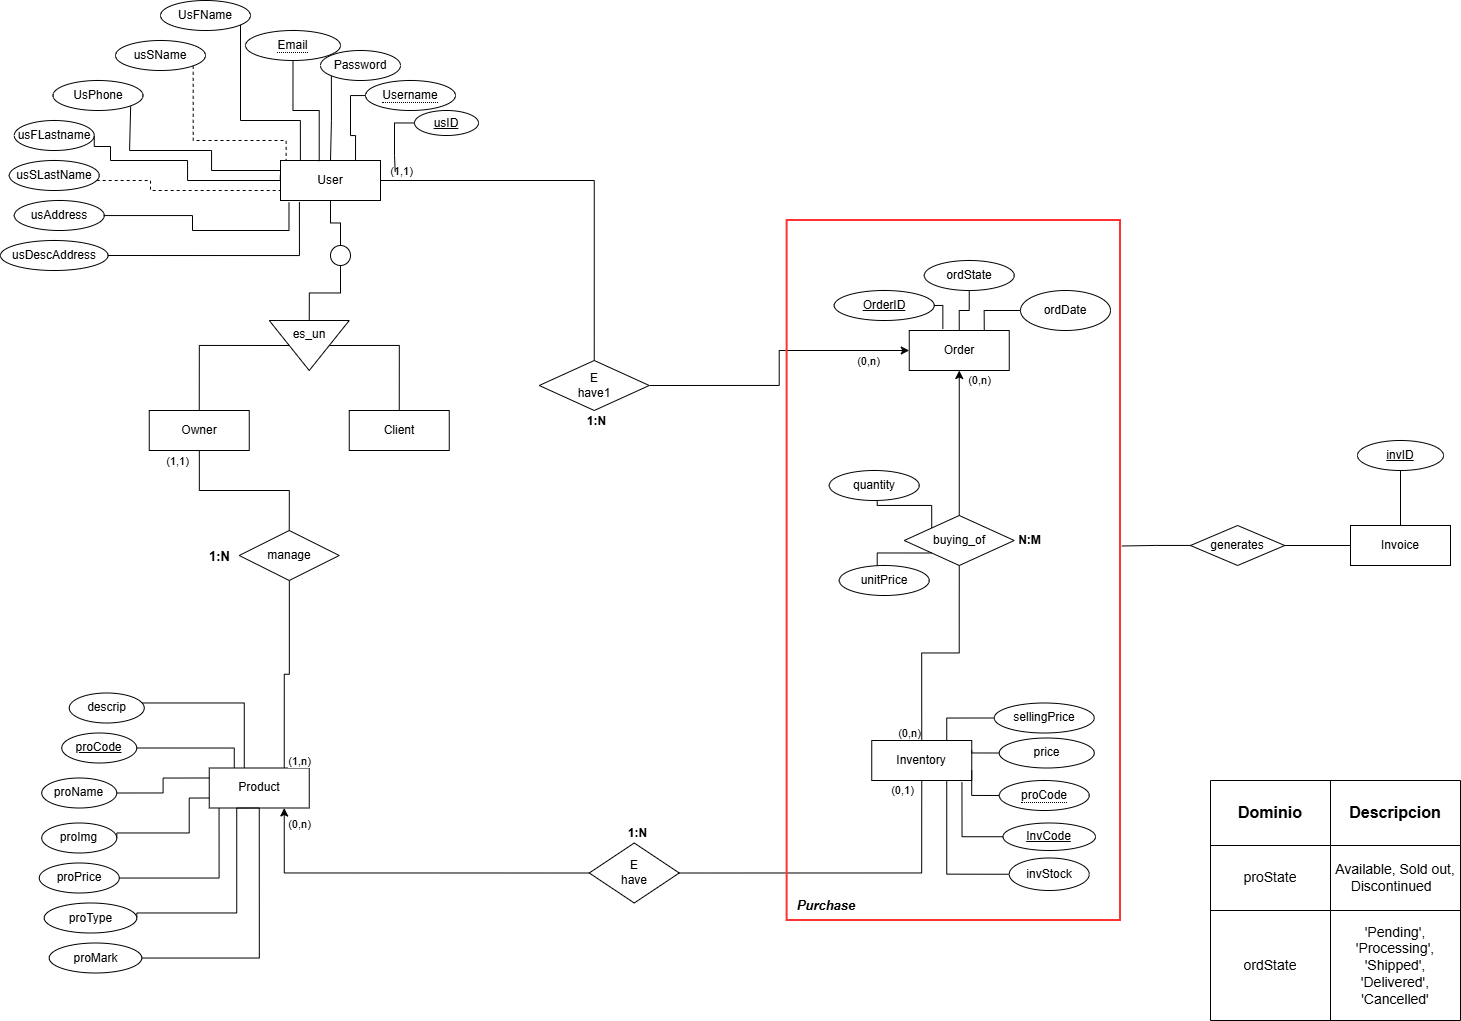 UsFName
Email
usSName
Password
UsPhone
Username
usID
usFLastname
(1,1)
usSLastName
User
usAddress
usDescAddress
ordState
OrderID
ordDate
es_un
Order
(0,n)
E
have1
(0,n)
1:N
Owner
Client
(1,1)
invID
quantity
buying_of
N:M
generates
Invoice
1:N
manage
unitPrice
descrip
sellingPrice
(0,n)
proCode
price
(1,n)
Inventory
Product
(0,1)
proCode
proName
(0,n)
1:N
InvCode
proImg
E
have
invStock
proPrice
Purchase
proType
proMark
Dominio
Descripcion
proState
Available, Sold out,
Discontinued
ordState
'Pending',
'Processing',
'Shipped',
'Delivered',
'Cancelled'